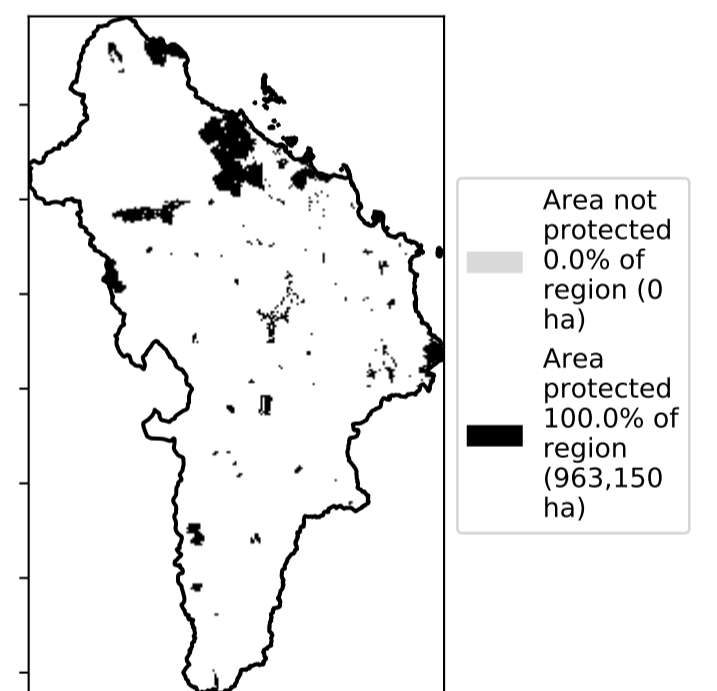 Area not
protected
0.0% of
region (0
ha)
Area
protected
100.0% of
region
(963,150
ha)